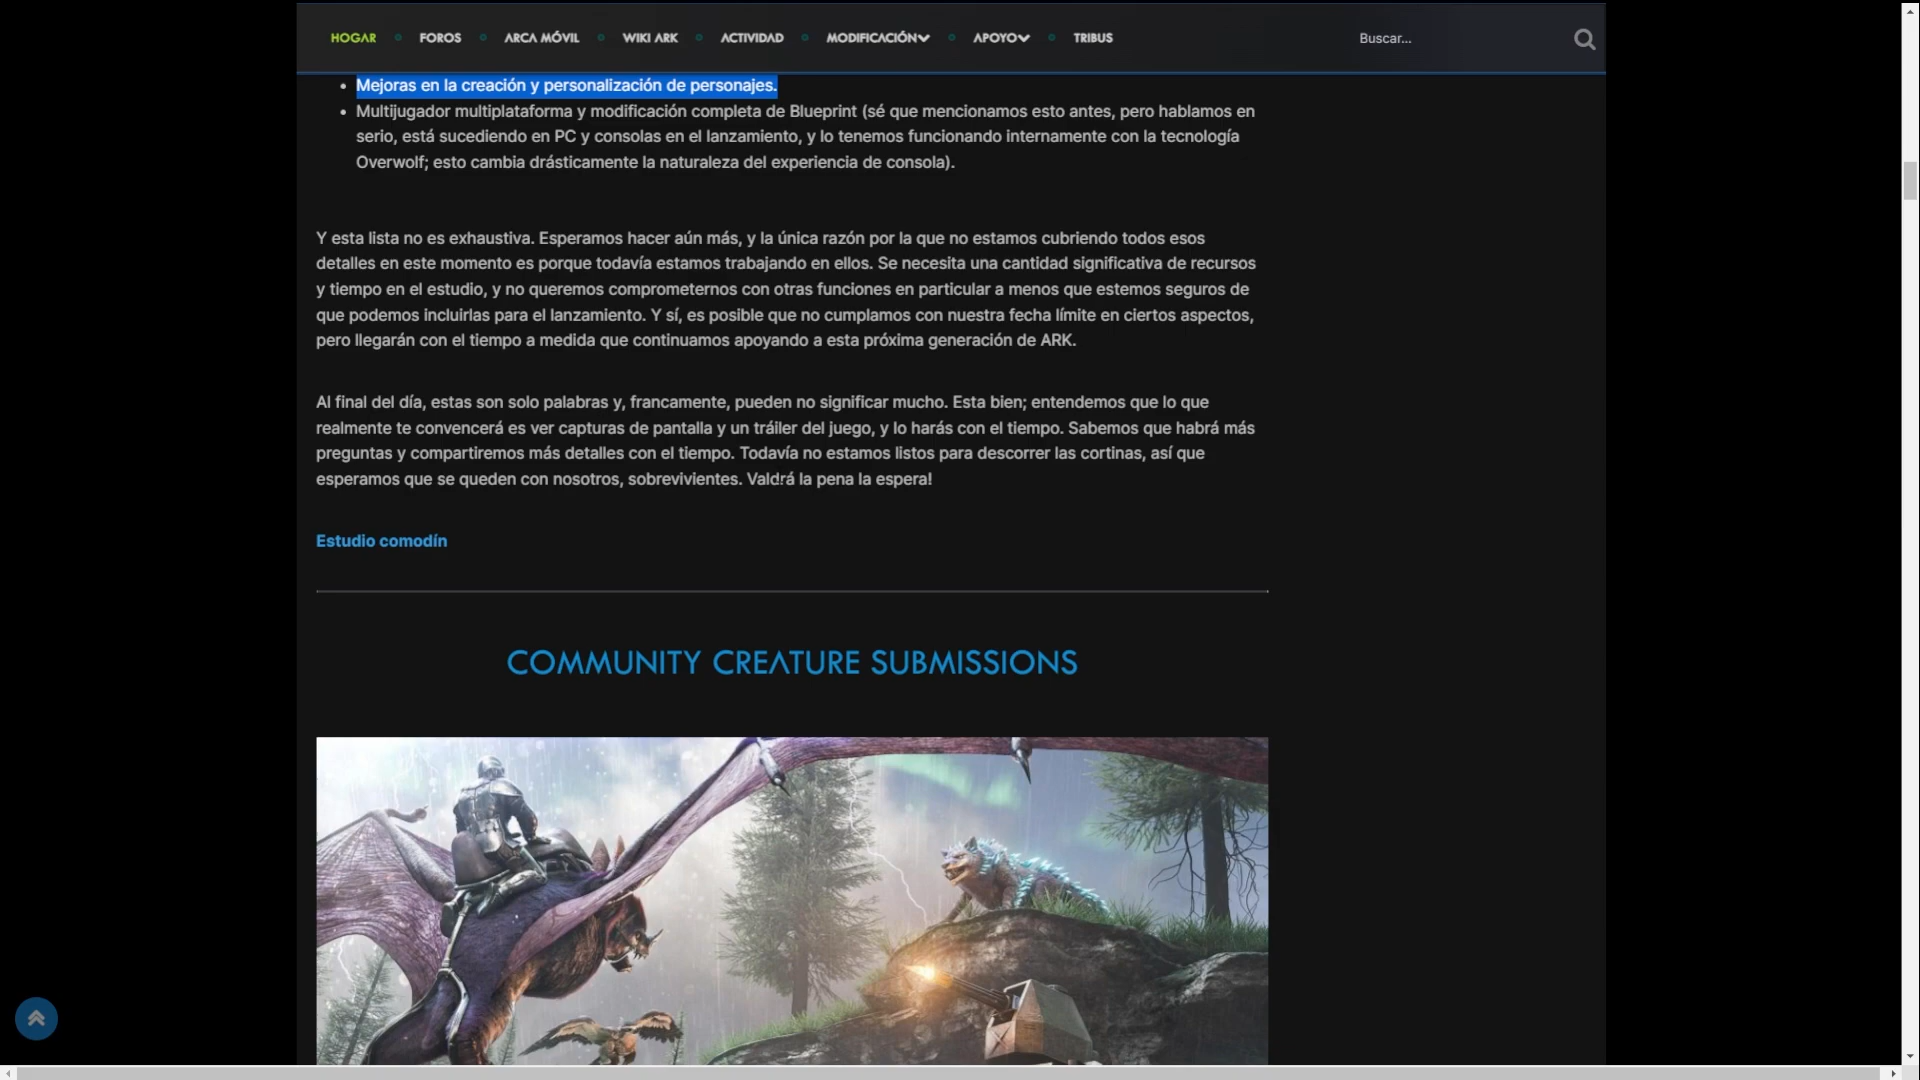 HOGAR FOROS ARCA MÓVIL WIKI ARK ACTIVIDAD MODIFICACIÓN APOYO TRIBUS Buscar...
Mejoras en la creación y personalización de personajes.
Multijugador multiplataforma y modificación completa de Blueprint (sé que mencionamos esto antes, pero hablamos en
serio, está sucediendo en PC y consolas en el lanzamiento, y lo tenemos funcionando internamente con la tecnología
Overwolf; esto cambia drásticamente la naturaleza del experiencia de consola).
Y esta lista no es exhaustiva. Esperamos hacer aún más, y la única razón por la que no estamos cubriendo todos esos
detalles en este momento es porque todavía estamos trabajando en ellos. Se necesita una cantidad significativa de recursos
y tiempo en el estudio, y no queremos comprometernos con otras funciones en particular a menos que estemos seguros de
que podemos incluirlas para el lanzamiento. Y sí, es posible que no cumplamos con nuestra fecha límite en ciertos aspectos,
pero llegarán con el tiempo a medida que continuamos apoyando a esta próxima generación de ARK.
Al final del día, estas son solo palabras y, francamente, pueden no significar mucho. Esta bien; entendemos que lo que
realmente te convencerá es ver capturas de pantalla y un tráiler del juego, y lo harás con el tiempo. Sabemos que habrá más
preguntas y compartiremos más detalles con el tiempo. Todavía no estamos listos para descorrer las cortinas, así que
esperamos que se queden con nosotros, sobrevivientes. Valdrá la pena la espera!
Estudio comodín
COMMUNITY CREATURE SUBMISSIONS